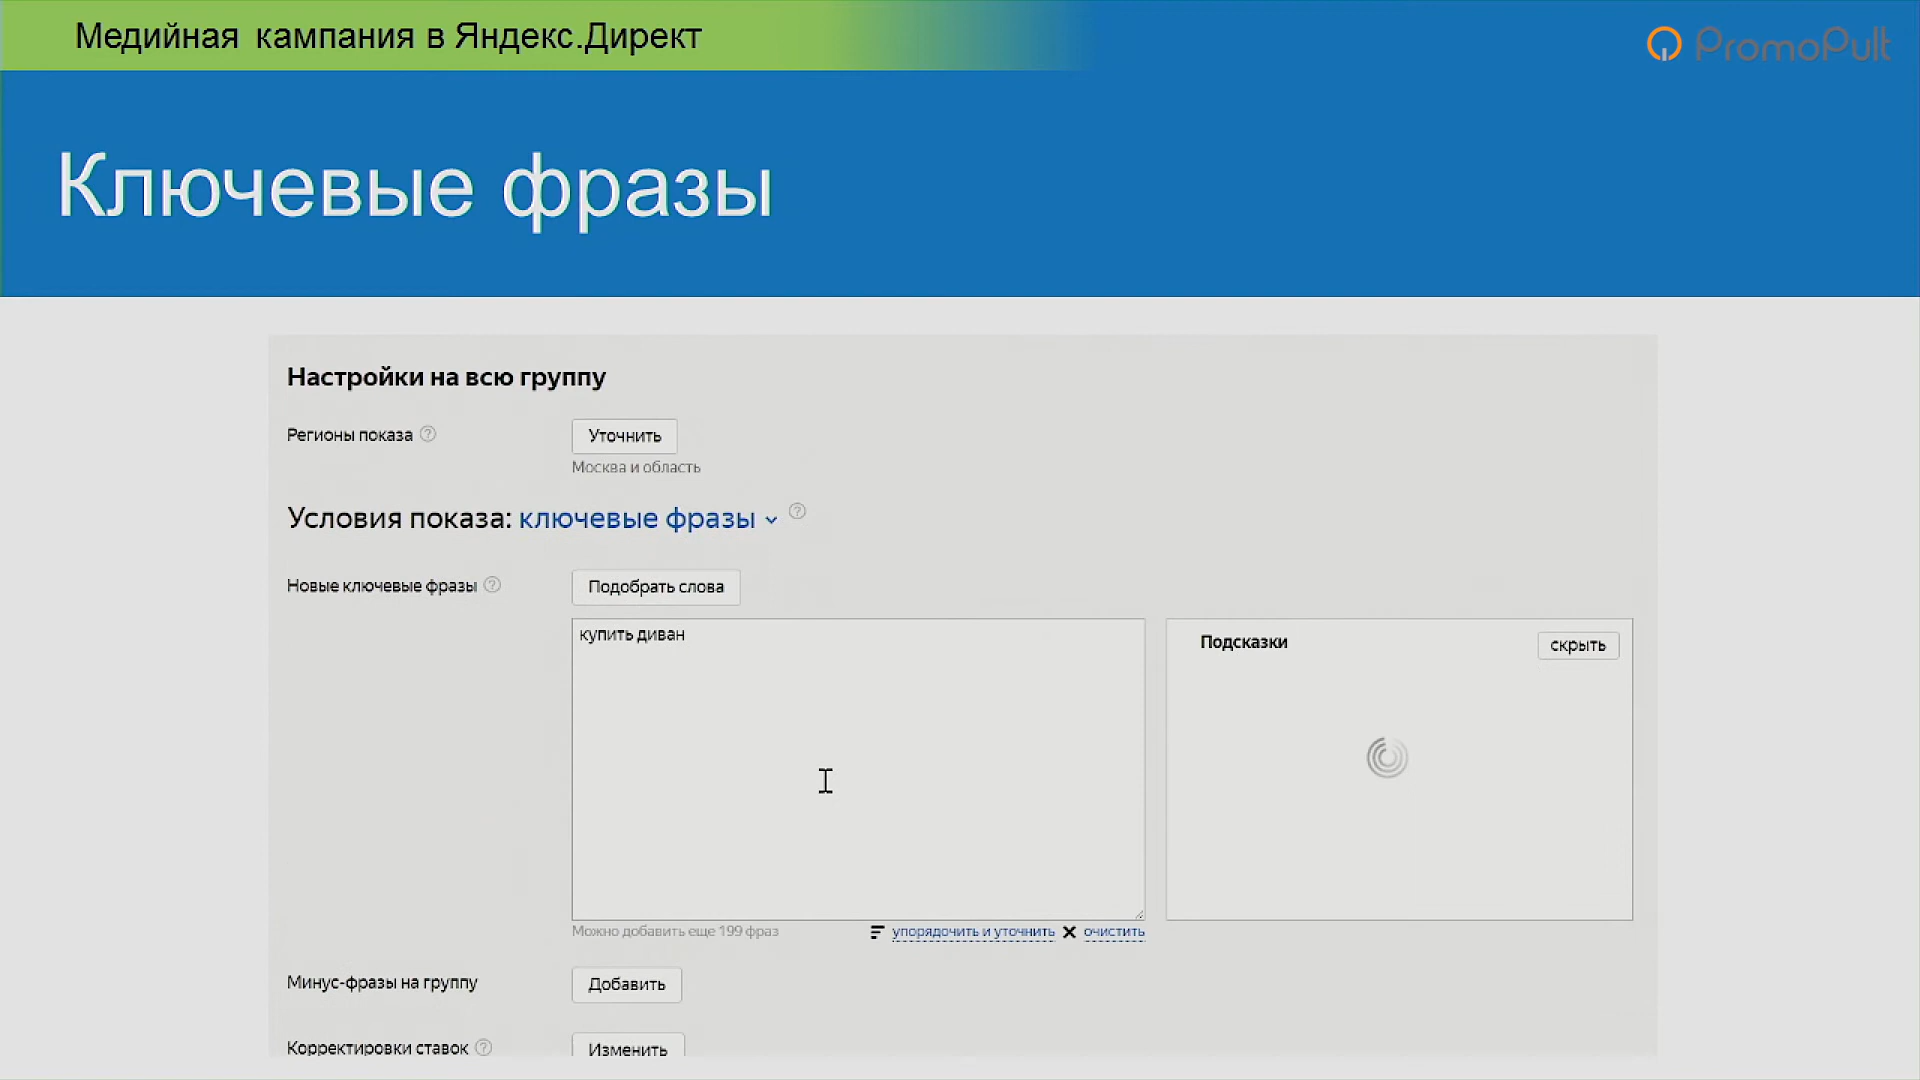 Медийная кампания в Яндекс.Директ
PromoPult
Ключевые фразы
Настройки на всю группу
Регионы показа ?
Уточнить
Москва и область
Условия показа: ключевые фразы ?
Новые ключевые фразы ?
Подобрать слова
купить диван
Подсказки
скрыть
Можно добавить еще 199 фраз
упорядочить и уточнить
очистить
Минус-фразы на группу
Добавить
Корректировки ставок ?
Изменить